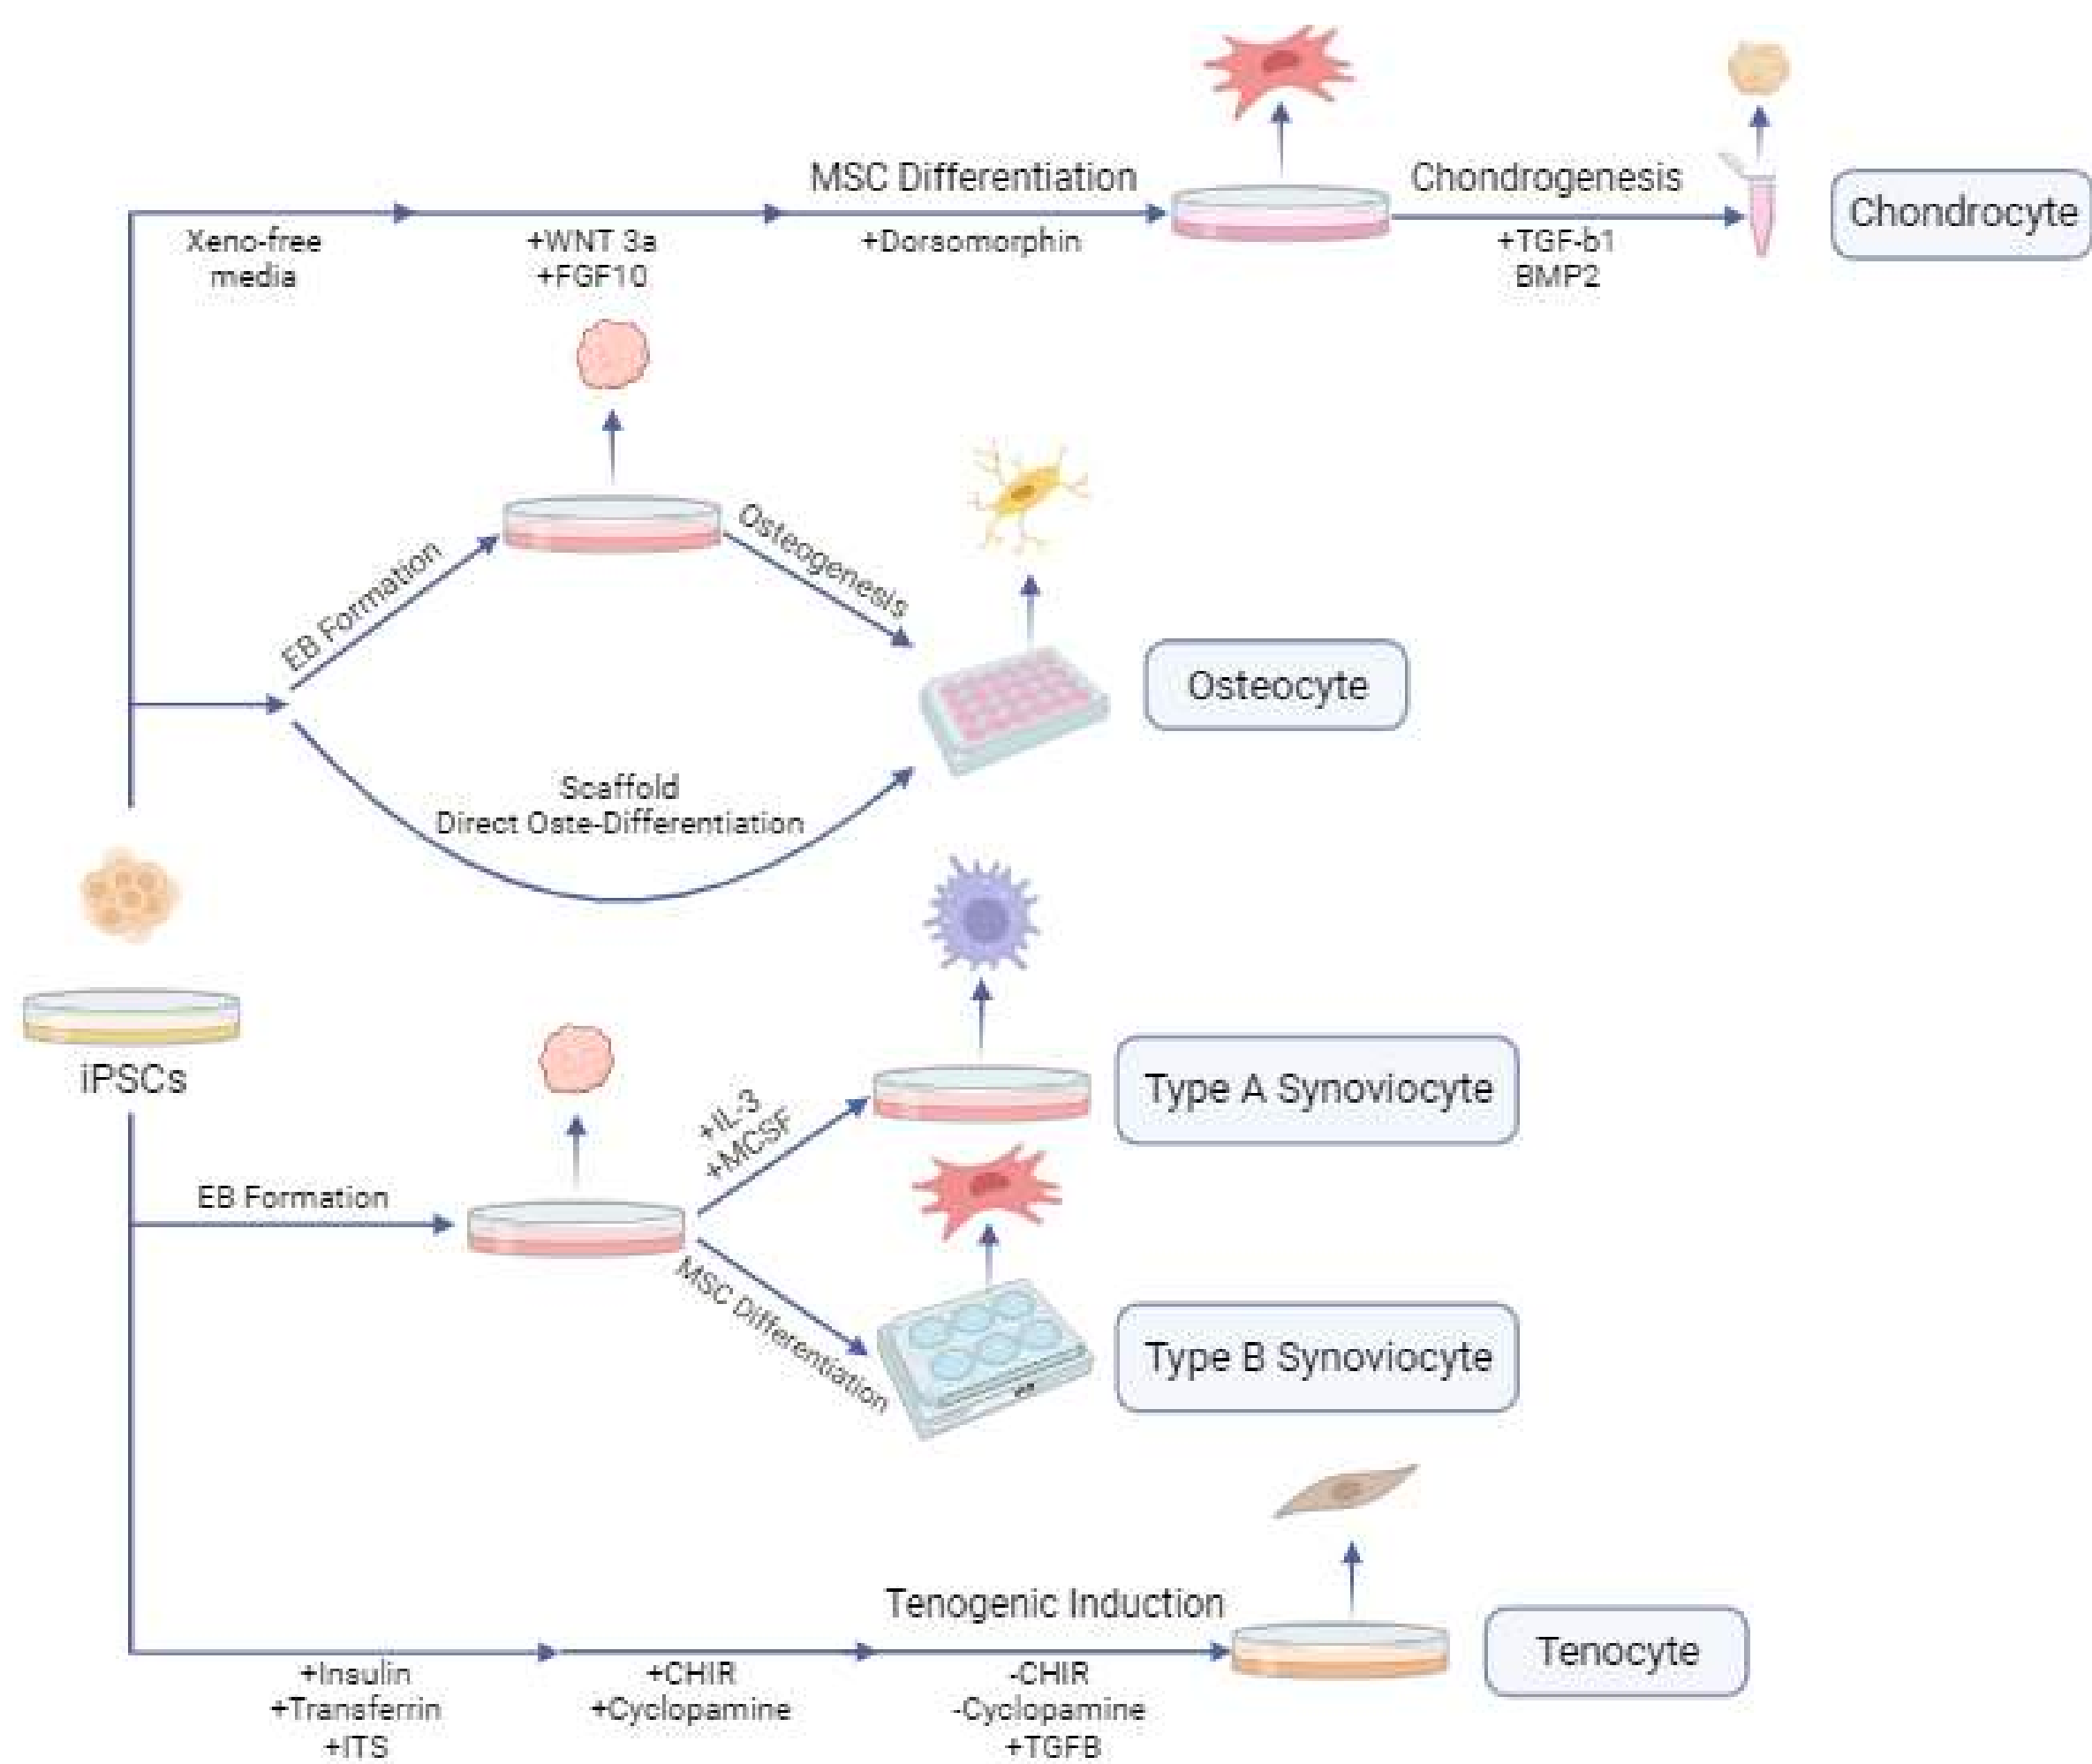 MSC Differentiation
Chondrogenesis
Xeno-free
media
+WNT 3a
+FGF10
+Dorsomorphin
+TGF-b1
BMP2
Chondrocyte
EB Formation
Osteogenesis
Osteocyte
Scaffold
Direct Oste-Differentiation
iPSCs
EB Formation
+IL-3
+MCSF
Type A Synoviocyte
MSC Differentiation
Type B Synoviocyte
Tenogenic Induction
+Insulin
+Transferrin
+ITS
+CHIR
+Cyclopamine
-CHIR
-Cyclopamine
+TGFB
Tenocyte